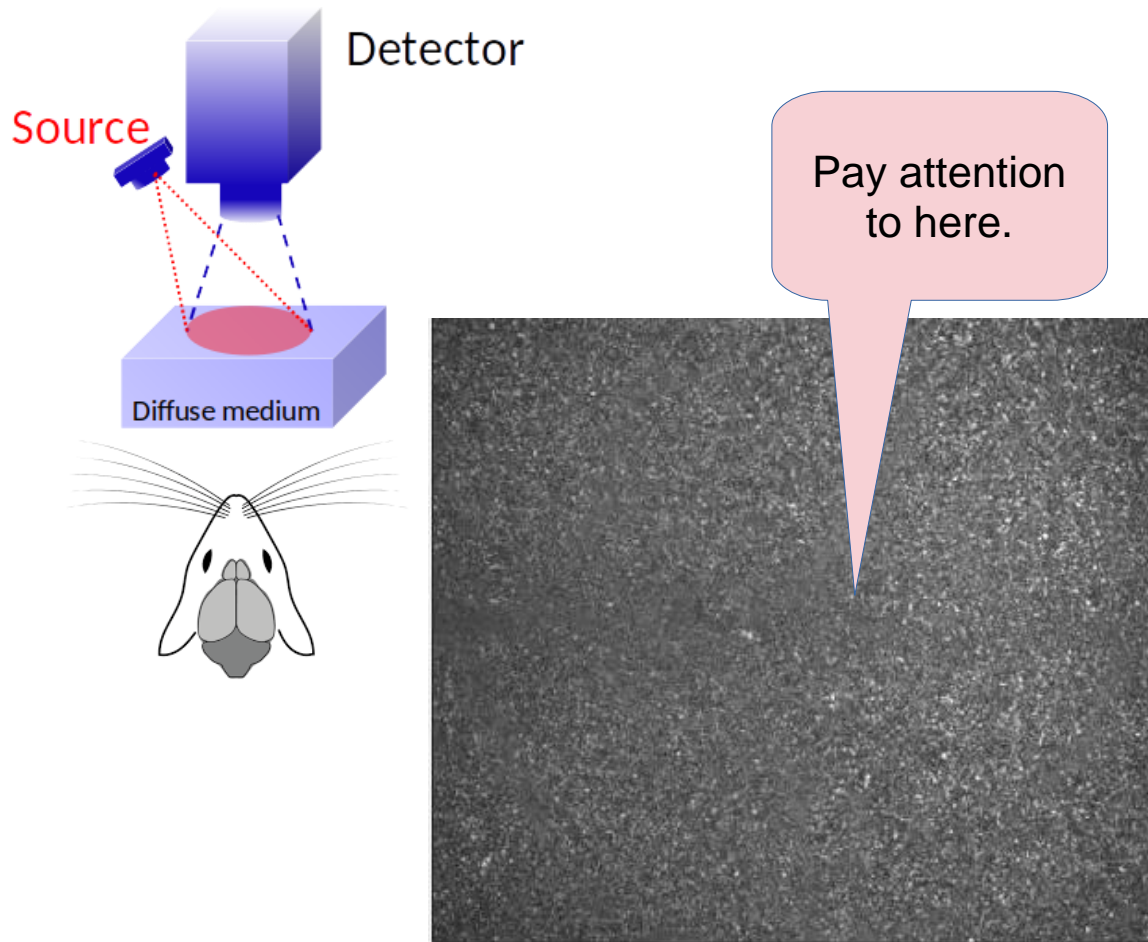 Detector
Source
Pay attention
to here.
Diffuse medium